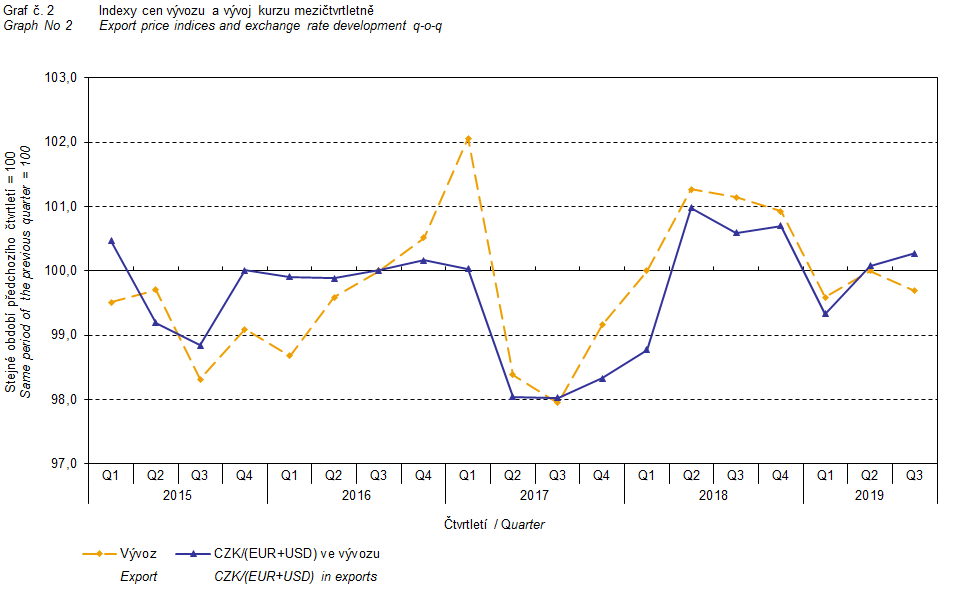 Graf č. 2 Indexy cen vývozu a vývoj kurzu mezičtvrtletně
Graph No 2 Export price indices and exchange rate development q-o-q
Stejné období předchozího čtvrtletí = 100
Same period of the previous quarter = 100
103,0
102,0
101,0
100,0
99,0
98,0
97,0
Q1 Q2 Q3 Q4 Q1 Q2 Q3 Q4 Q1 Q2 Q3 Q4 Q1 Q2 Q3 Q4 Q1 Q2 Q3
2015 2016 2017 2018 2019
Čtvrtletí / Quarter
Vývoz CZK/(EUR+USD) ve vývozu
Export CZK/(EUR+USD) in exports